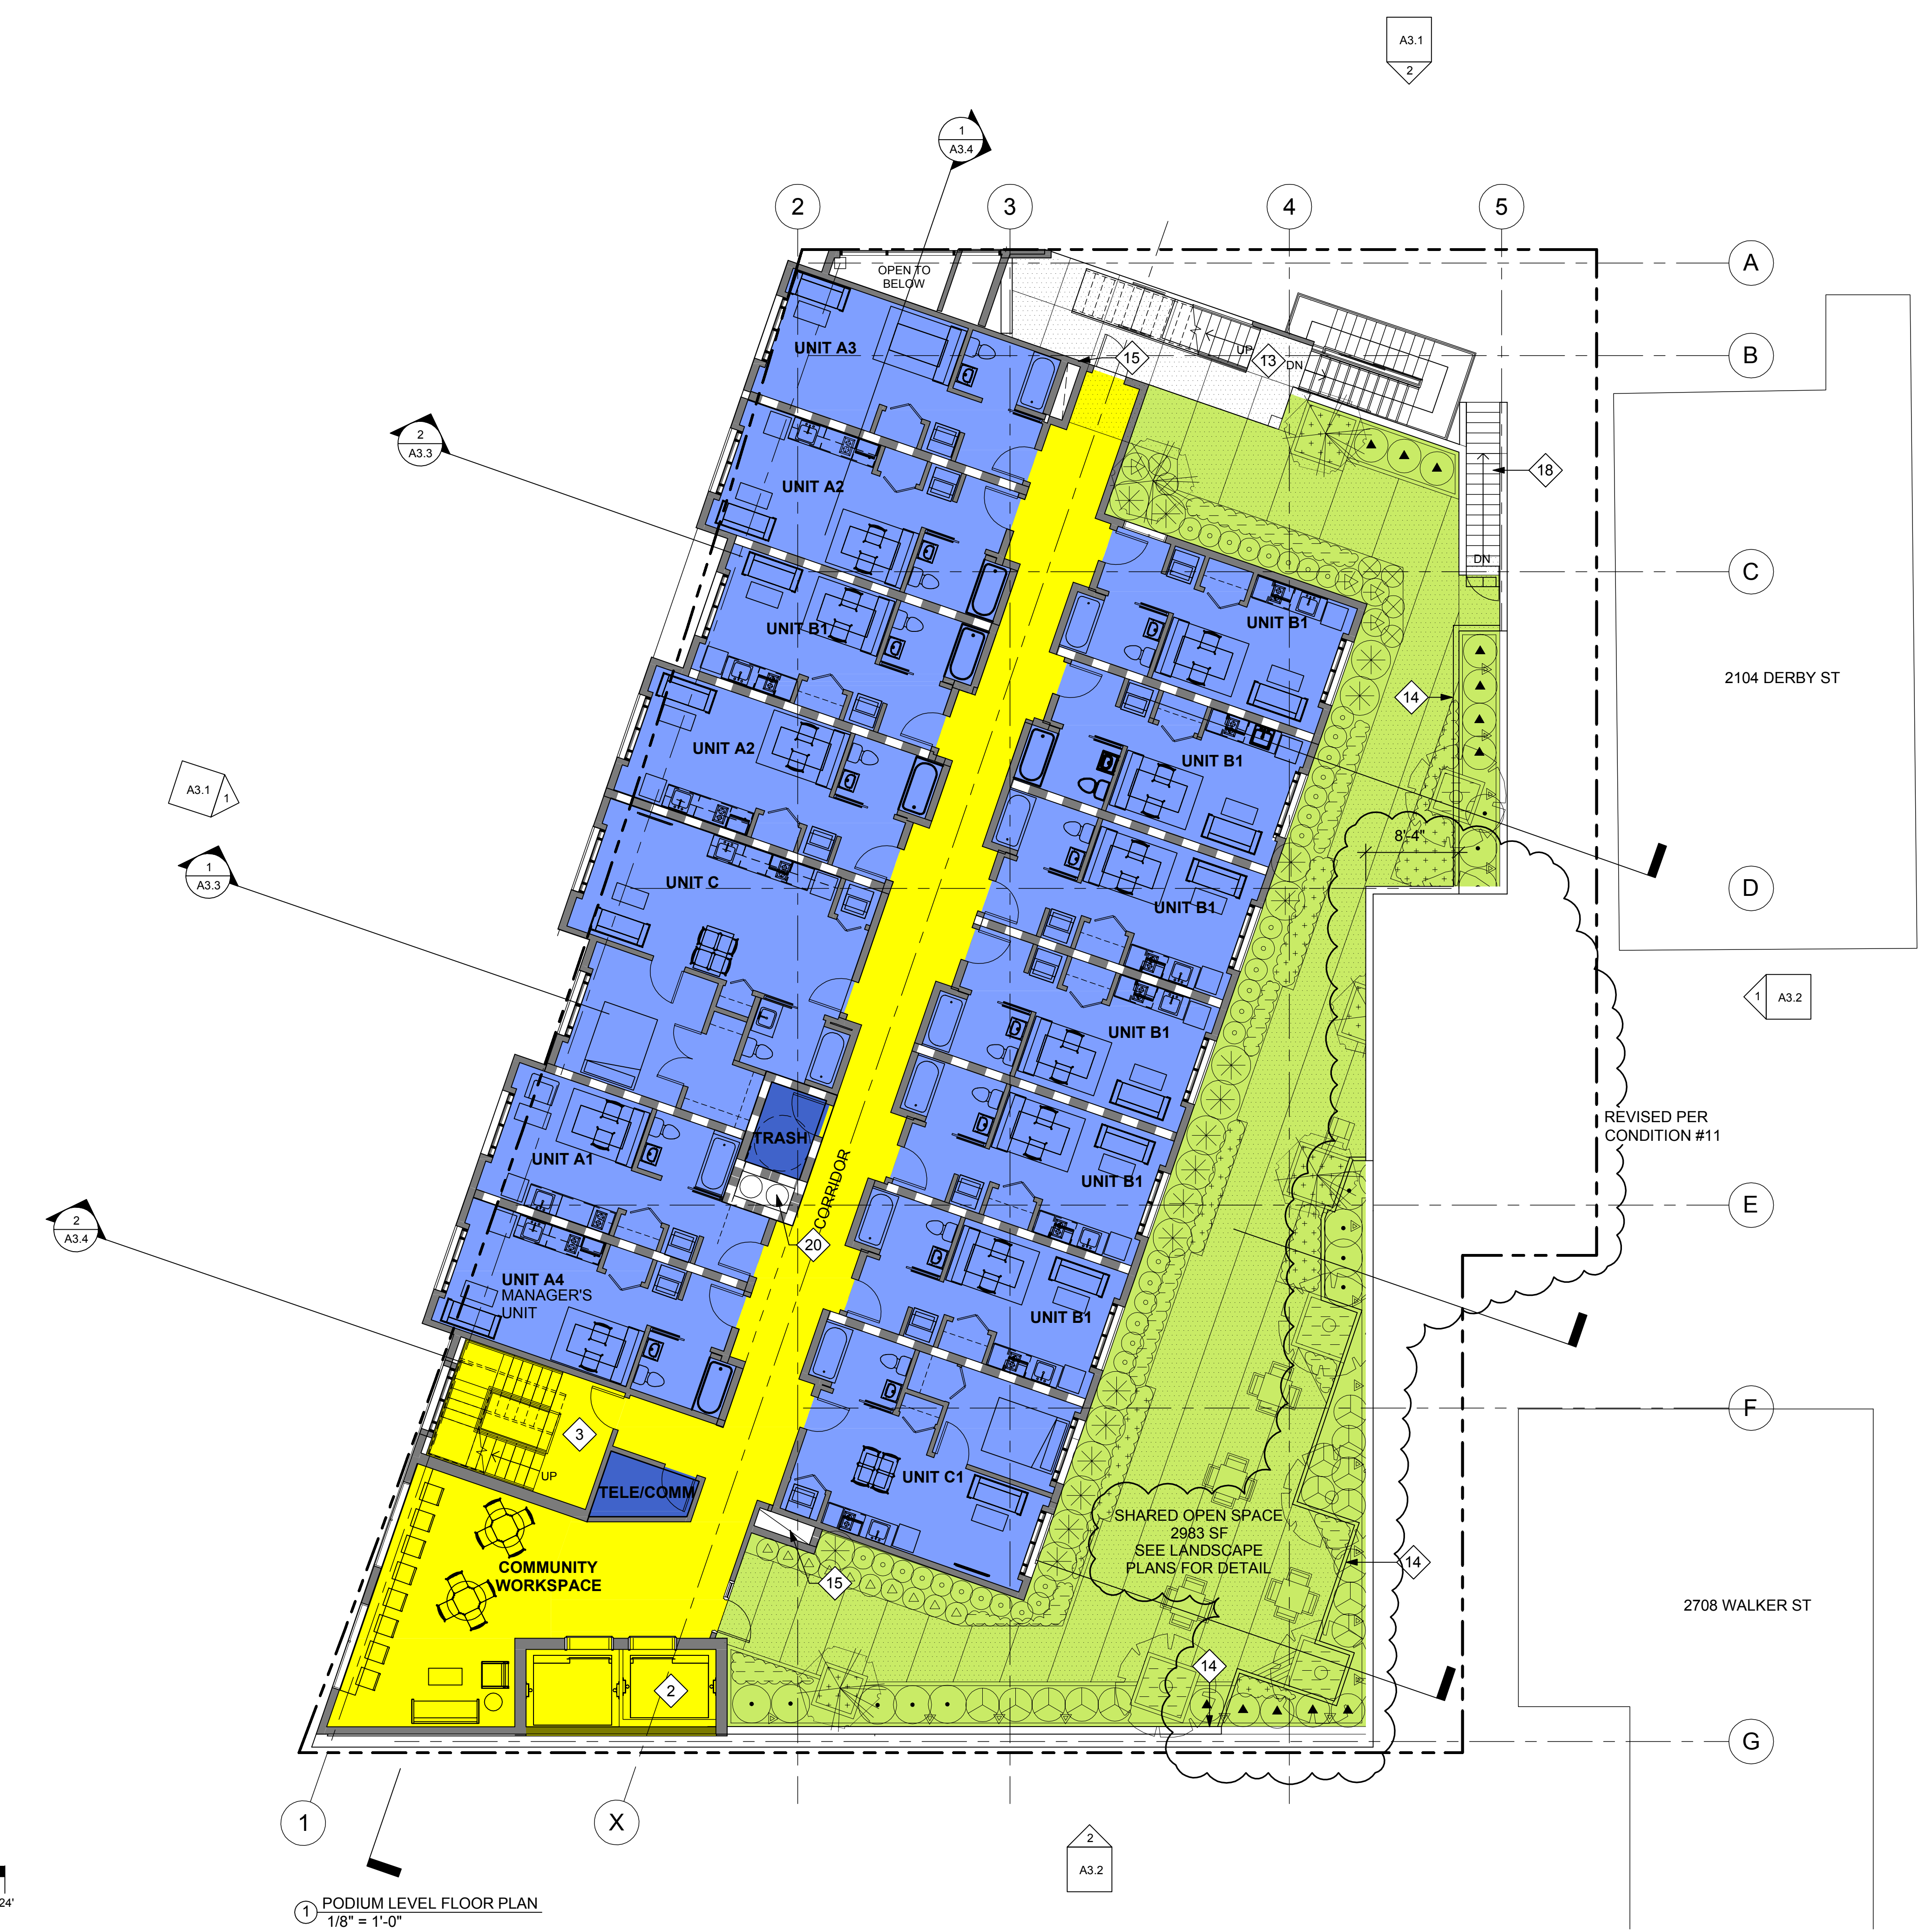 A3.1
2
1
A3.4
2
3
4
5
A
OPEN TO
BELOW
UNIT A3
15
UP
13
DN
B
2
A3.3
UNIT A2
18
DN
C
UNIT B1
UNIT B1
2104 DERBY ST
14
UNIT A2
UNIT B1
A3.1
1
8'-4"
1
A3.3
UNIT C
UNIT B1
D
1
A3.2
UNIT B1
REVISED PER
CONDITION #11
TRASH
UNIT A1
UNIT B1
CORRIDOR
E
2
A3.4
20
UNIT A4
MANAGER'S
UNIT
UNIT B1
F
3
UP
TELE/COMM
UNIT C1
SHARED OPEN SPACE
2983 SF
SEE LANDSCAPE
PLANS FOR DETAIL
14
COMMUNITY
WORKSPACE
15
2708 WALKER ST
14
2
G
1
X
2
A3.2
24'
1
PODIUM LEVEL FLOOR PLAN
1/8" = 1'-0"